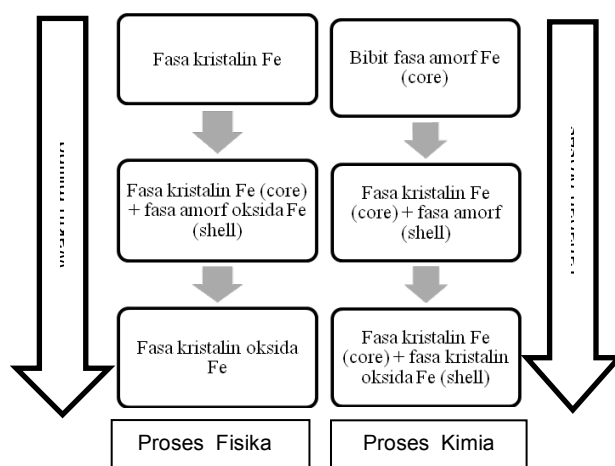 Fasa kristalin Fe
Fasa kristalin Fe (core)
+ fasa amorf oksida Fe
(shell)
Fasa kristalin oksida
Fe
Proses Fisika
Bibit fasa amorf Fe
(core)
Fasa kristalin Fe
(core) + fasa amorf
(shell)
Fasa kristalin Fe
(core) + fasa kristalin
oksida Fe (shell)
Proses Kimia